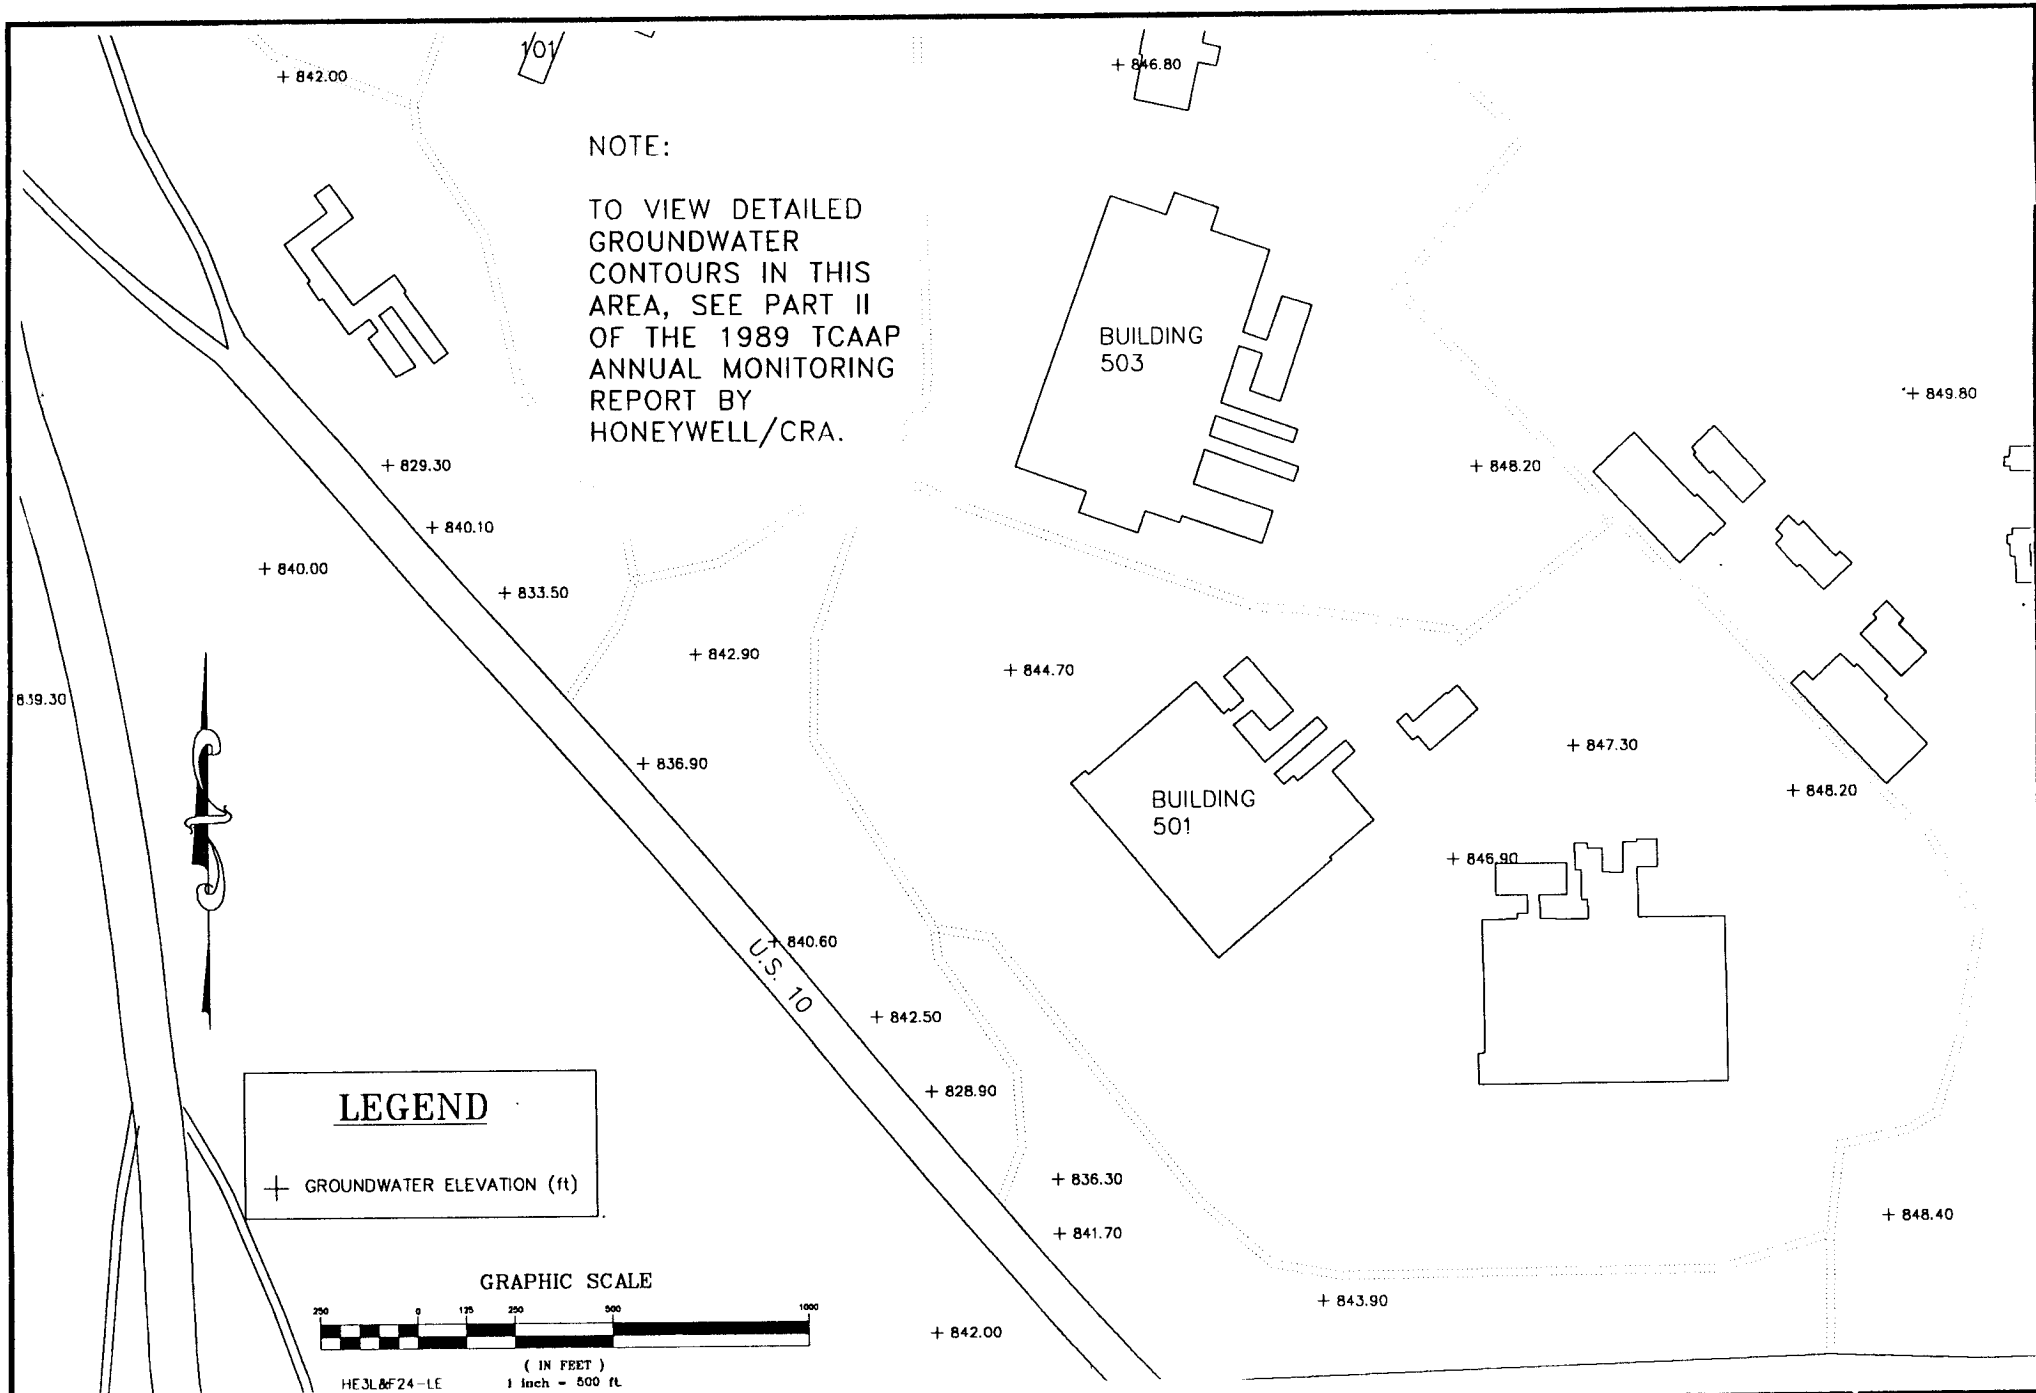 101
+ 842.00
+ 846.80
NOTE:
TO VIEW DETAILED
GROUNDWATER
CONTOURS IN THIS
AREA, SEE PART II
OF THE 1989 TCAAP
ANNUAL MONITORING
REPORT BY
HONEYWELL/CRA.
BUILDING
503
+ 849.80
+ 829.30
+ 848.20
+ 840.10
+ 840.00
+ 833.50
+ 842.90
+ 844.70
839.30
+ 847.30
+ 836.90
+ 848.20
BUILDING
501
+ 846.90
+ 840.60
U.S. 10
+ 842.50
+ 828.90
LEGEND
+ GROUNDWATER ELEVATION (ft)
+ 836.30
+ 848.40
+ 841.70
GRAPHIC SCALE
250 0 125 250 500 1000
+ 843.90
+ 842.00
( IN FEET )
1 inch = 500 ft.
HE3L&F24-LE